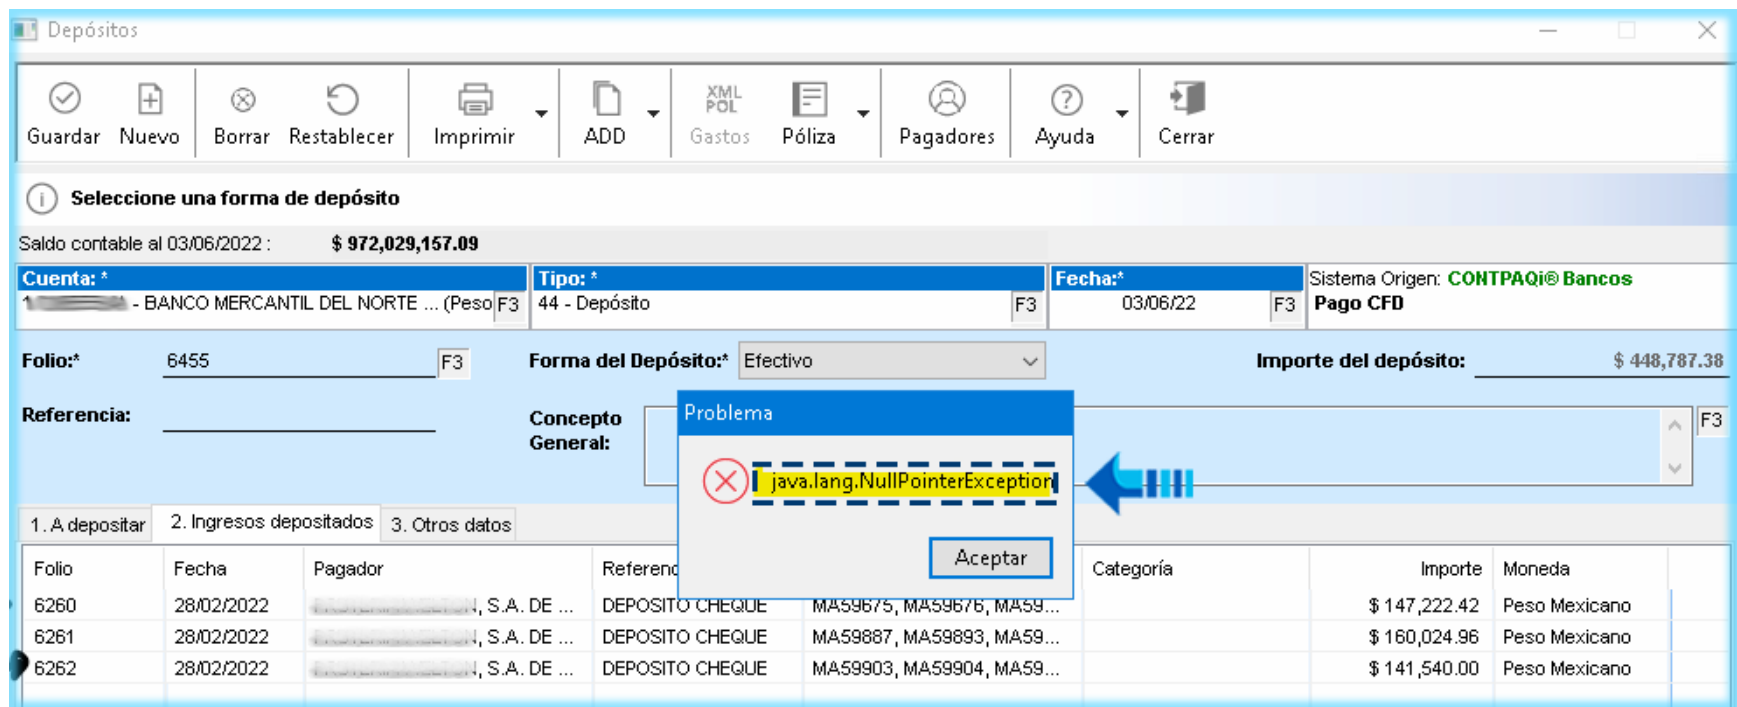 Depósitos
Guardar Nuevo Borrar Restablecer Imprimir ADD XML POL Gastos Póliza Pagadores Ayuda Cerrar
Seleccione una forma de depósito
Saldo contable al 03/06/2022 : $ 972,029,157.09
Cuenta: * Tipo: * Fecha:* Sistema Origen: CONTPAQi® Bancos
- BANCO MERCANTIL DEL NORTE ... (Peso F3 44 - Depósito F3 03/06/22 F3 Pago CFD
Folio:* 6455 F3 Forma del Depósito:* Efectivo Importe del depósito: $ 448,787.38
Referencia: Concepto General: F3
Problema
java.lang.NullPointerException
Aceptar
1. A depositar 2. Ingresos depositados 3. Otros datos
Folio Fecha Pagador Referenc Categoría Importe Moneda
6260 28/02/2022 , S.A. DE ... DEPOSITO CHEQUE MA59675, MA59676, MA59... $ 147,222.42 Peso Mexicano
6261 28/02/2022 , S.A. DE ... DEPOSITO CHEQUE MA59887, MA59893, MA59... $ 160,024.96 Peso Mexicano
6262 28/02/2022 , S.A. DE ... DEPOSITO CHEQUE MA59903, MA59904, MA59... $ 141,540.00 Peso Mexicano